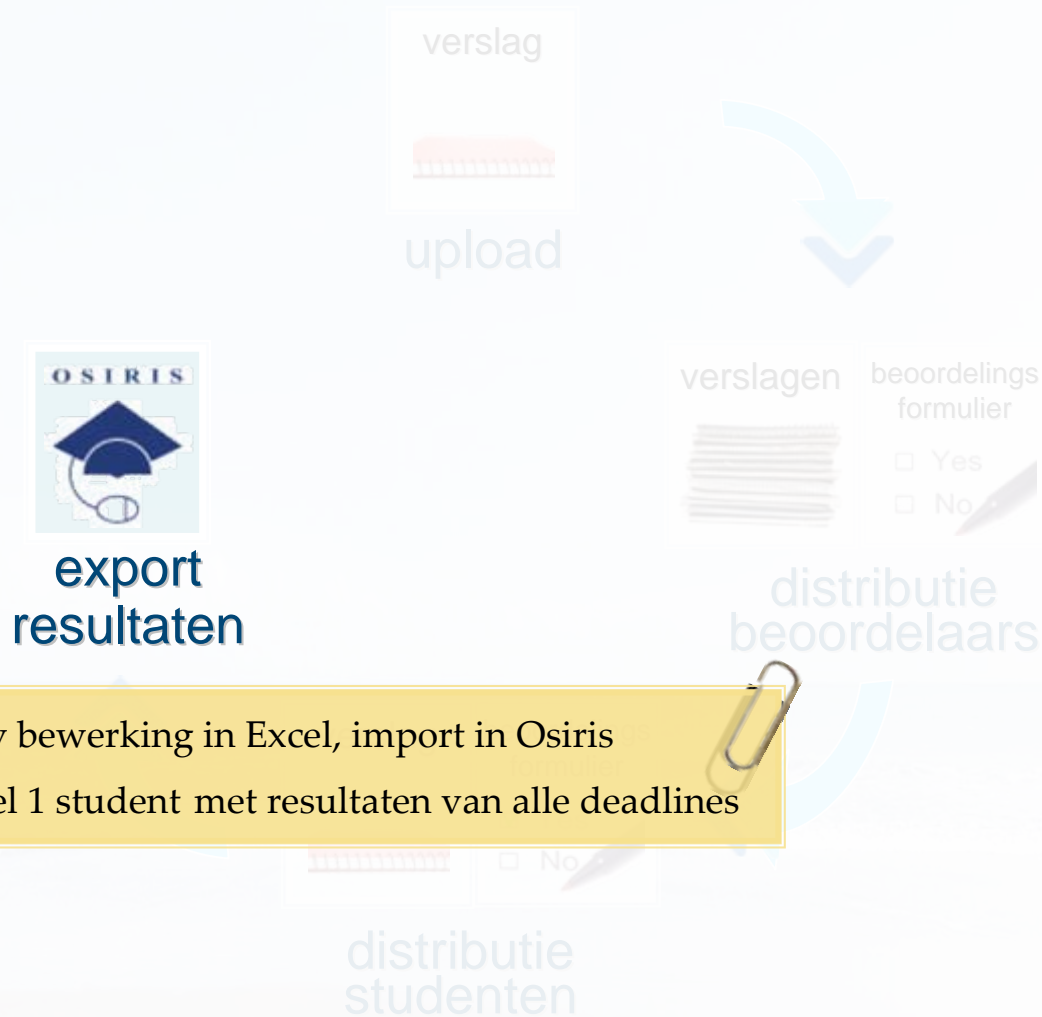 verslag
upload
OSIRIS
export
resultaten
verslagen
beoordelings
formulier
Yes
No
distributie
beoordelaars
bewerking in Excel, import in Osiris
1 student met resultaten van alle deadlines
formulier
No
distributie
studenten